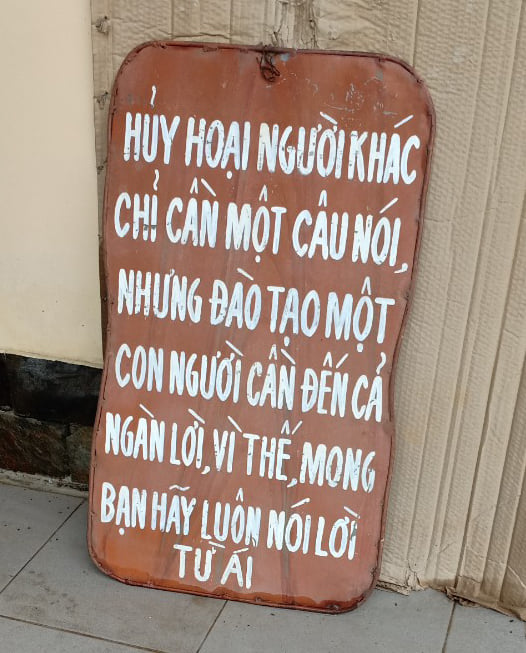 HỦY HOẠI NGƯỜI KHÁC
CHỈ CẦN MỘT CÂU NÓI,
NHƯNG ĐÀO TẠO MỘT
CON NGƯỜI CẦN ĐẾN CẢ
NGÀN LỜI, VÌ THẾ, MONG
BẠN HÃY LUÔN NÓI LỜI
TỪ ÁI